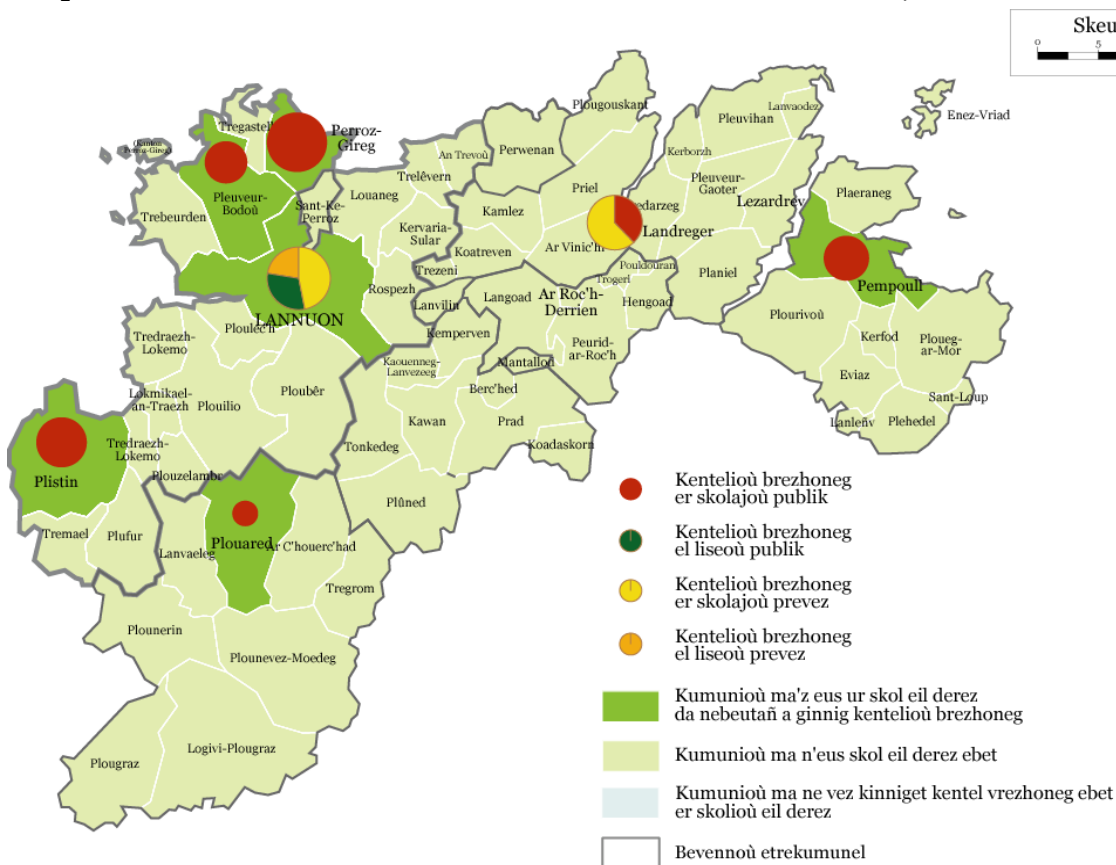 Skeu
0
5
Enez-Vriad
Plougouskant
Lanvaodez
Pleuvihan
Tregastell
Perroz-
Gireg
(Kanton
Perroz-Gireg)
An Trevoù
Perwenan
Kerborzh
Trelêvern
Louaneg
Pleuveur-
Gaoter
Priel
Pleuveur-
Bodoù
Sant-Ke-
Perroz
Trebeurden
Kamlez
Lezardrev
Plaeraneg
Kervaria-
Sular
Landreger
Ar Vinic'h
Koatreven
Trezeni
Pouldouran
Trogerl
Planiel
Pempoull
Rospezh
Langoad
Ar Roc'h-
Derrien
Hengoad
Lanvilin
Plourivoù
LANNUON
Ploulec'h
Kemperven
Tredraezh-
Lokemo
Kerfod
Ploueg-
ar-Mor
Peurid-
ar-Roc'h
Kaouenneg-
Lanvezeeg
Mantallod
Ploubêr
Eviaz
Berc'hed
Lokmikael-
an-Traezh
Plouilio
Sant-Loup
Kawan
Prad
Lanleñv
Plehedel
Tredraezh-
Lokemo
Tonkedeg
Koadaskorn
Plouzelambr
Plistin
Plûned
Tremael
Plufur
Plouared
Ar C'houerc'had
Lanvaeleg
Tregrom
Plounerin
Plounevez-Moedeg
Logivi-Plougraz
Plougraz
Kentelioù brezhoneg
er skolajoù publik
Kentelioù brezhoneg
el liseoù publik
Kentelioù brezhoneg
er skolajoù prevez
Kentelioù brezhoneg
el liseoù prevez
Kumunioù ma'z eus ur skol eil derez
da nebeutañ a ginnig kentelioù brezhoneg
Kumunioù ma n'eus skol eil derez ebet
Kumunioù ma ne vez kinniget kentel vrezhoneg ebet
er skolioù eil derez
Bevennoù etrekumunel